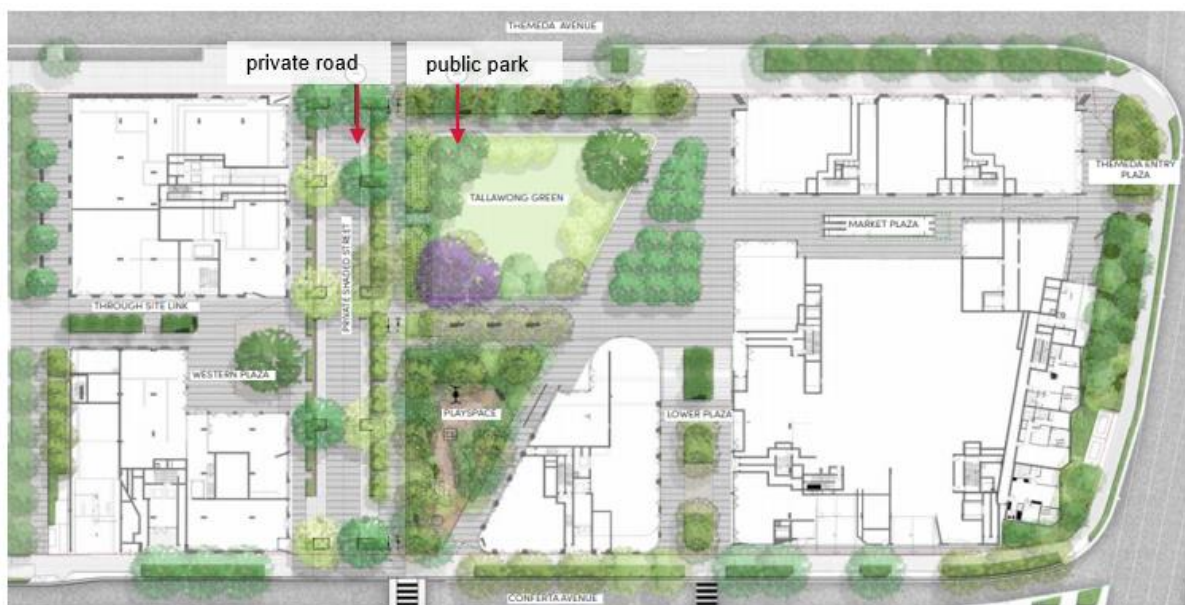 THEMEDA AVENUE
private road
public park
TALLAWONG GREEN
THEMEDA ENTRY
PLAZA
MARKET PLAZA
PRIVATE SHADED STREET
THROUGH SITE LINK
WESTERN PLAZA
PLAYSPACE
LOWER PLAZA
CONFERTA AVENUE